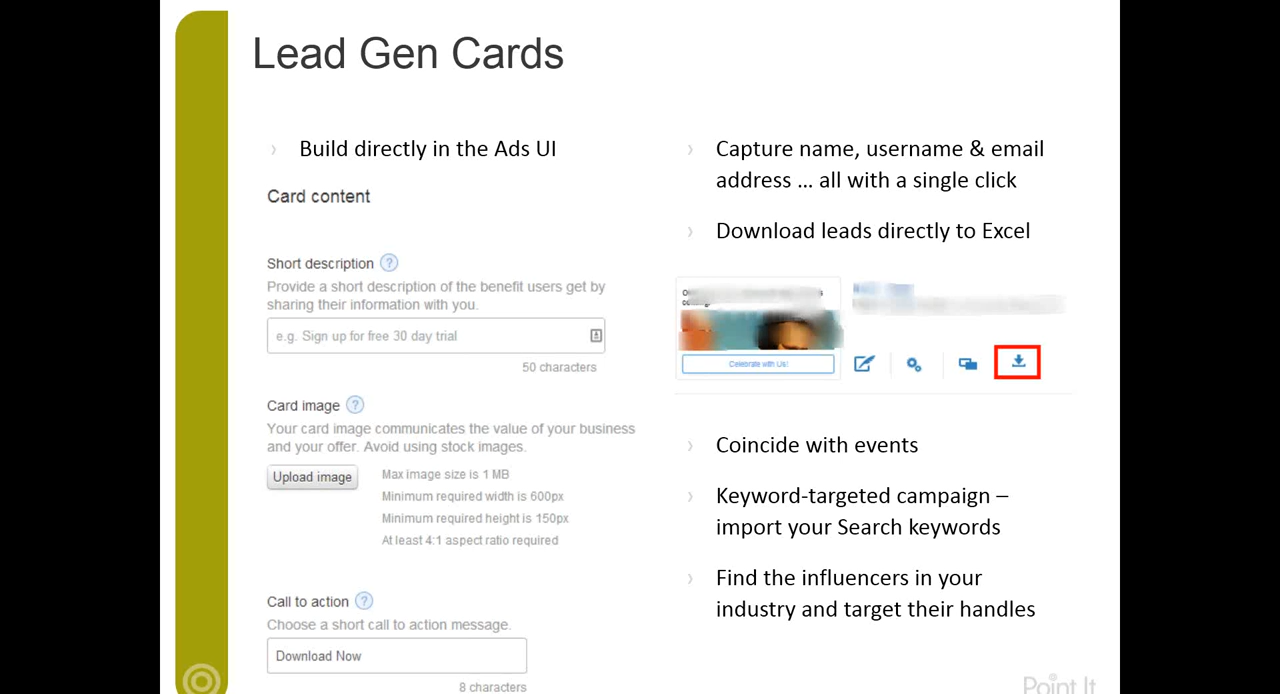 Lead Gen Cards
Build directly in the Ads UI
Card content
Short description ?
Provide a short description of the benefit users get by
sharing their information with you.
e.g. Sign up for free 30 day trial
50 characters
Card image ?
Your card image communicates the value of your business
and your offer. Avoid using stock images.
Upload image
Max image size is 1 MB
Minimum required width is 600px
Minimum required height is 150px
At least 4:1 aspect ratio required
Call to action ?
Choose a short call to action message.
Download Now
8 characters
Capture name, username & email
address ... all with a single click
Download leads directly to Excel
Celebrate with Us!
Coincide with events
Keyword-targeted campaign –
import your Search keywords
Find the influencers in your
industry and target their handles
Point It